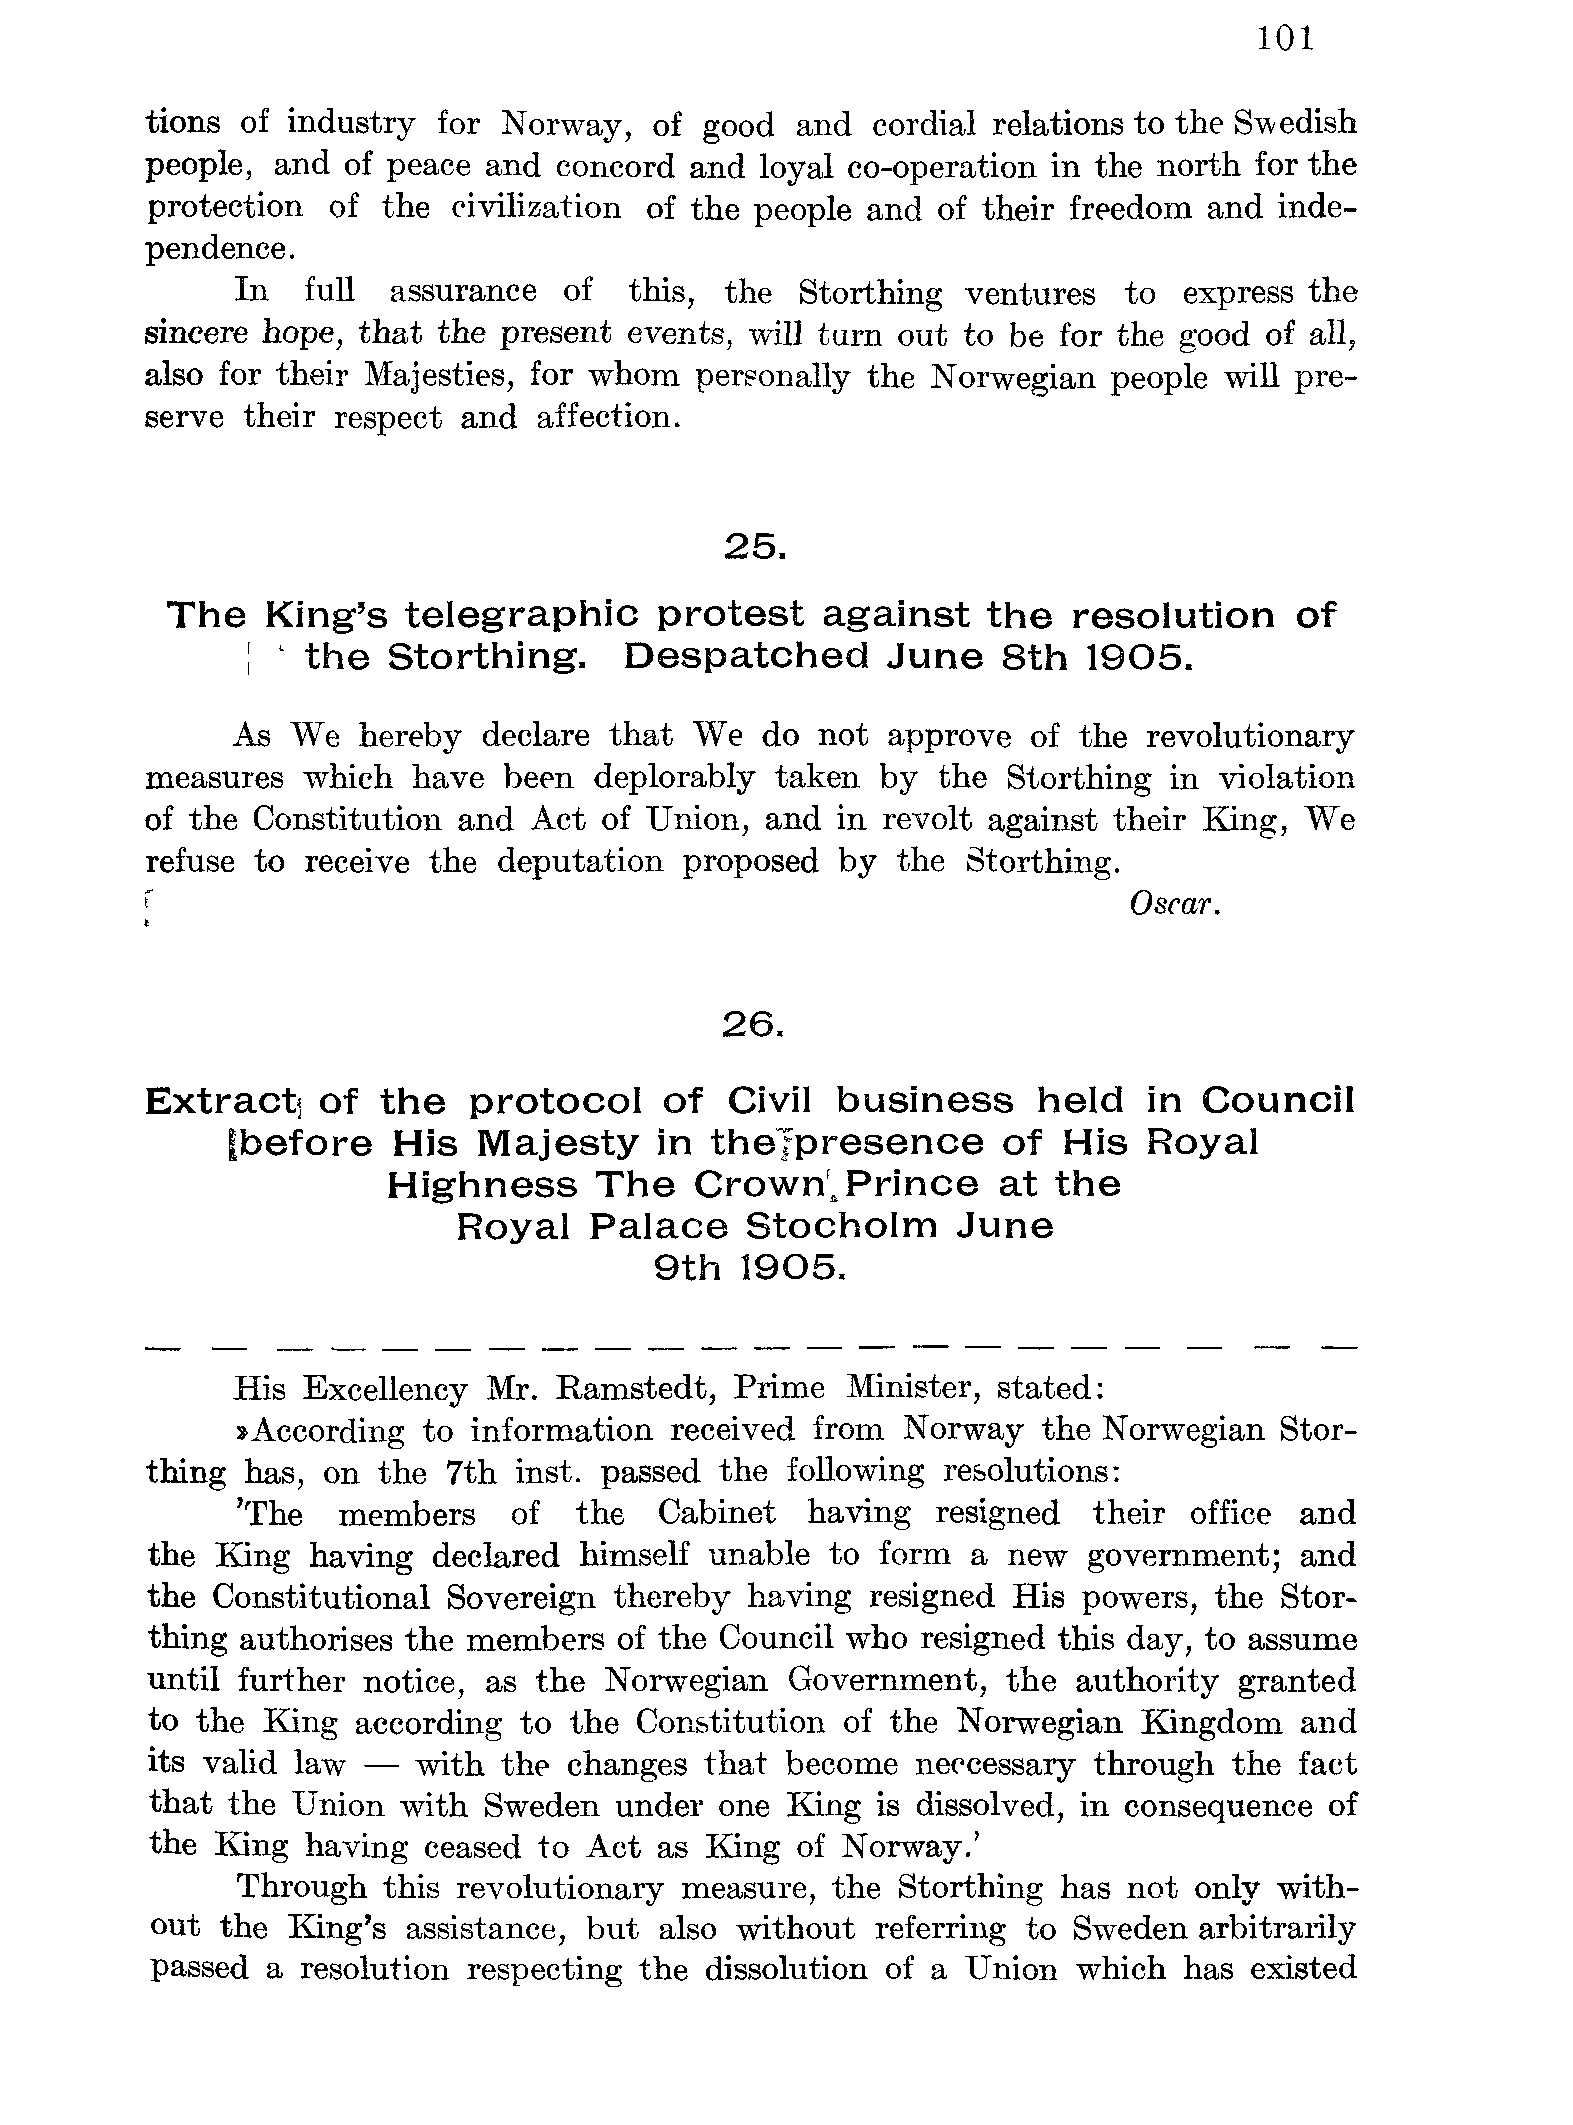 101
tions of industry for Norway, of good and cordial relations to the Swedish
people, and of peace and concord and loyal co-operation in the north for the
protection of the civilization of the people and of their freedom and inde-
pendence.
In full assurance of this, the Storthing ventures to express the
sincere hope, that the present events, will turn out to be for the good of all,
also for their Majesties, for whom personally the Norwegian people will pre-
serve their respect and affection.
25.
The King's telegraphic protest against the resolution of
the Storthing. Despatched June 8th 1905.
As We hereby declare that We do not approve of the revolutionary
measures which have been deplorably taken by the Storthing in violation
of the Constitution and Act of Union, and in revolt against their King, We
refuse to receive the deputation proposed by the Storthing.
Oscar.
26.
Extract of the protocol of Civil business held in Council
before His Majesty in the presence of His Royal
Highness The Crown Prince at the
Royal Palace Stocholm June
9th 1905.
— — — — — — — — — — — — — — — — — — — — — —
His Excellency Mr. Ramstedt, Prime Minister, stated:
»According to information received from Norway the Norwegian Stor-
thing has, on the 7th inst. passed the following resolutions:
'The members of the Cabinet having resigned their office and
the King having declared himself unable to form a new government; and
the Constitutional Sovereign thereby having resigned His powers, the Stor-
thing authorises the members of the Council who resigned this day, to assume
until further notice, as the Norwegian Government, the authority granted
to the King according to the Constitution of the Norwegian Kingdom and
its valid law — with the changes that become neccessary through the fact
that the Union with Sweden under one King is dissolved, in consequence of
the King having ceased to Act as King of Norway.'
Through this revolutionary measure, the Storthing has not only with-
out the King's assistance, but also without referring to Sweden arbitrarily
passed a resolution respecting the dissolution of a Union which has existed